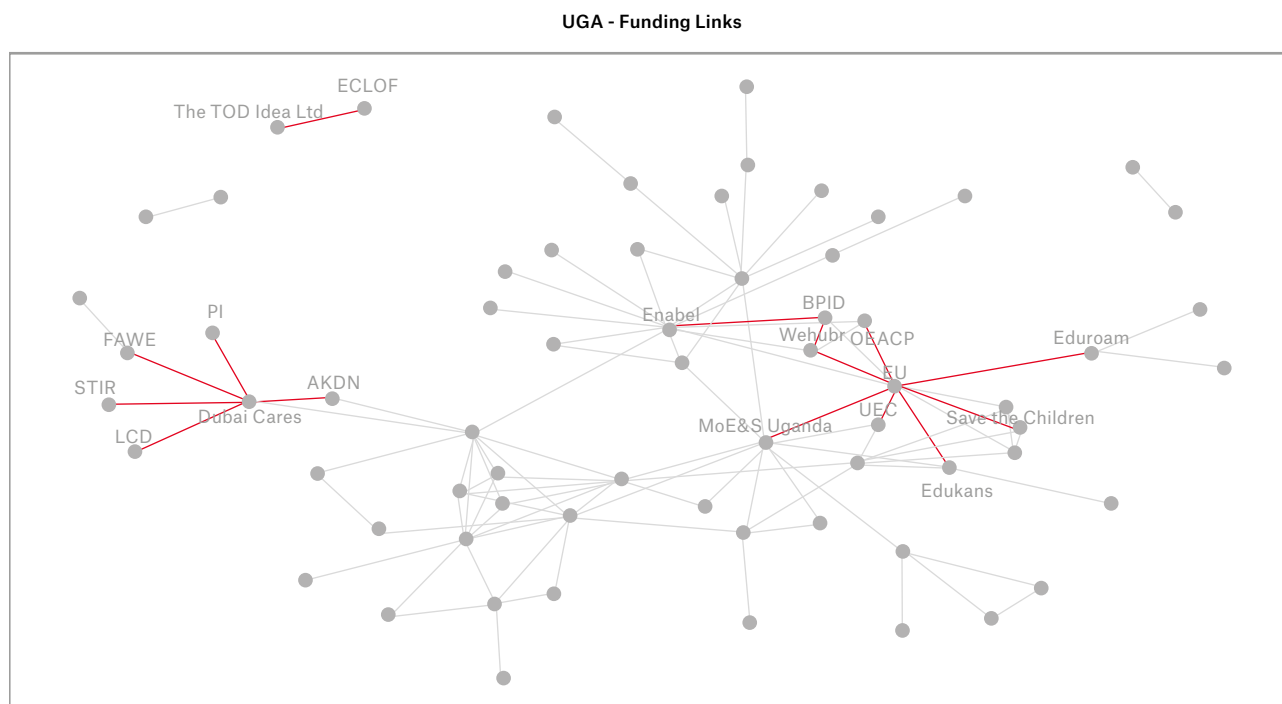 UGA - Funding Links
ECLOF
The TOD Idea Ltd
PI
FAWE
STIR
AKDN
Dubai Cares
LCD
Enabel
BPID
Wehubr
OEACP
Eduroam
EU
UEC
Save the Children
MoE&S Uganda
Edukans